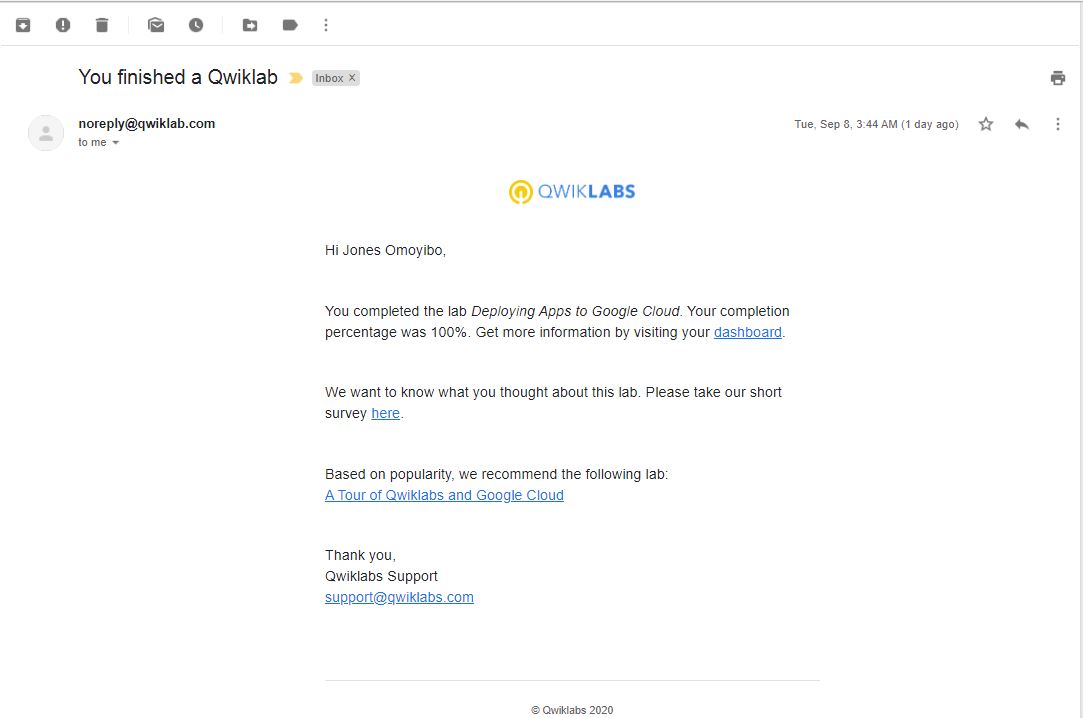 You finished a Qwiklab Inbox x
noreply@qwiklab.com Tue, Sep 8, 3:44 AM (1 day ago)
to me
QWIKLABS
Hi Jones Omoyibo,
You completed the lab Deploying Apps to Google Cloud. Your completion
percentage was 100%. Get more information by visiting your dashboard.
We want to know what you thought about this lab. Please take our short
survey here.
Based on popularity, we recommend the following lab:
A Tour of Qwiklabs and Google Cloud
Thank you,
Qwiklabs Support
support@qwiklabs.com
© Qwiklabs 2020